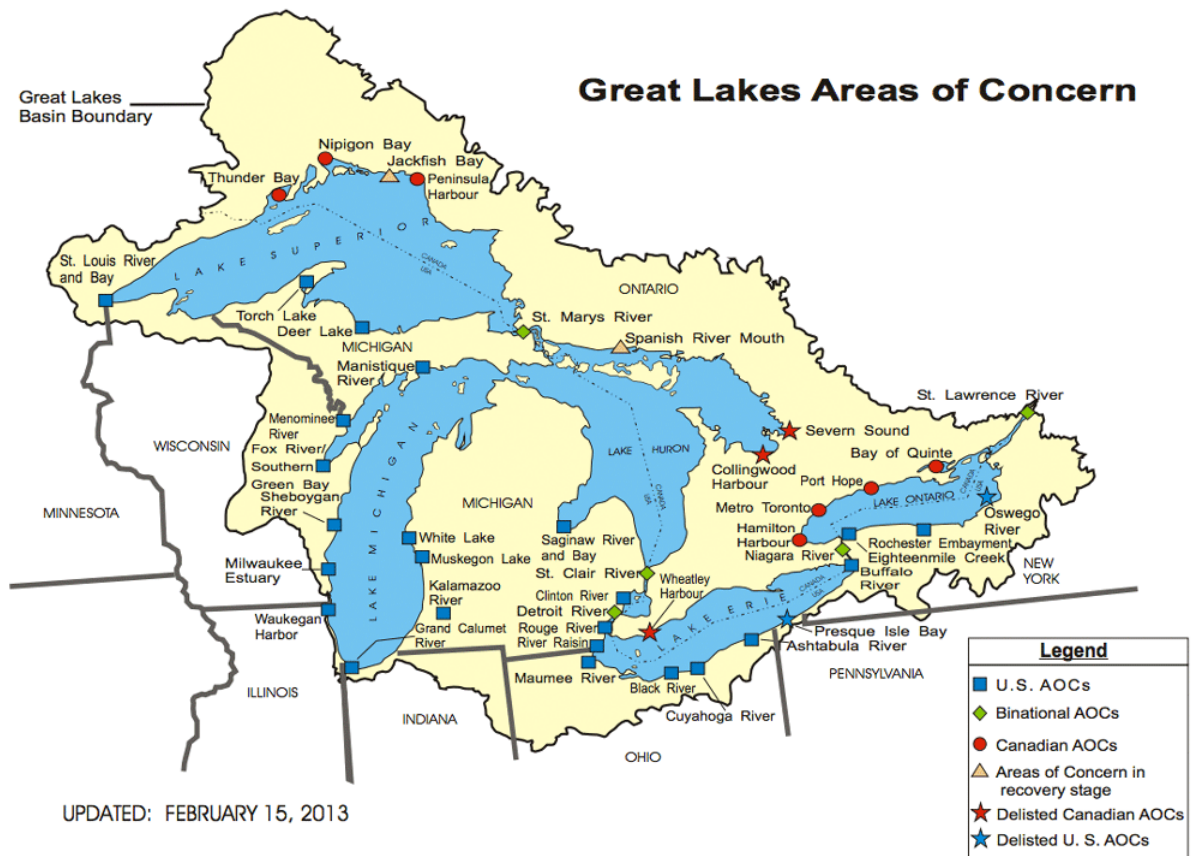 Great Lakes Areas of Concern
Great Lakes
Basin Boundary
Nipigon Bay
Jackfish Bay
Thunder Bay
Peninsula
Harbour
St. Louis River
and Bay
LAKE SUPERIOR
CANADA
USA
ONTARIO
Torch Lake
Deer Lake
St. Marys River
MICHIGAN
Spanish River Mouth
Manistique
River
St. Lawrence River
Menominee
River
Severn Sound
WISCONSIN
Fox River/
Southern
Green Bay
LAKE MICHIGAN
LAKE HURON
Collingwood
Harbour
Bay of Quinte
Port Hope
CANADA
USA
LAKE ONTARIO
Sheboygan
River
MICHIGAN
CANADA
USA
Metro Toronto
Oswego
River
MINNESOTA
Hamilton
Harbour
White Lake
Saginaw River
and Bay
Rochester Embayment
Niagara River
Eighteenmile Creek
Muskegon Lake
Milwaukee
Estuary
St. Clair River
Wheatley
Harbour
Buffalo
River
NEW
YORK
Kalamazoo
River
Clinton River
CANADA
USA
LAKE ERIE
Detroit River
Waukegan
Harbor
Grand Calumet
River
Rouge River
River Raisin
Presque Isle Bay
Ashtabula River
Maumee River
Black River
Cuyahoga River
PENNSYLVANIA
ILLINOIS
INDIANA
OHIO
Legend
U.S. AOCs
Binational AOCs
Canadian AOCs
Areas of Concern in
recovery stage
Delisted Canadian AOCs
Delisted U. S. AOCs
UPDATED: FEBRUARY 15, 2013